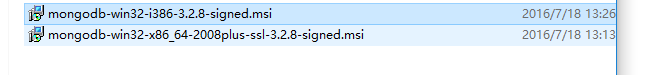 mongodb-win32-i386-3.2.8-signed.msi 2016/7/18 13:26
mongodb-win32-x86_64-2008plus-ssl-3.2.8-signed.msi 2016/7/18 13:13